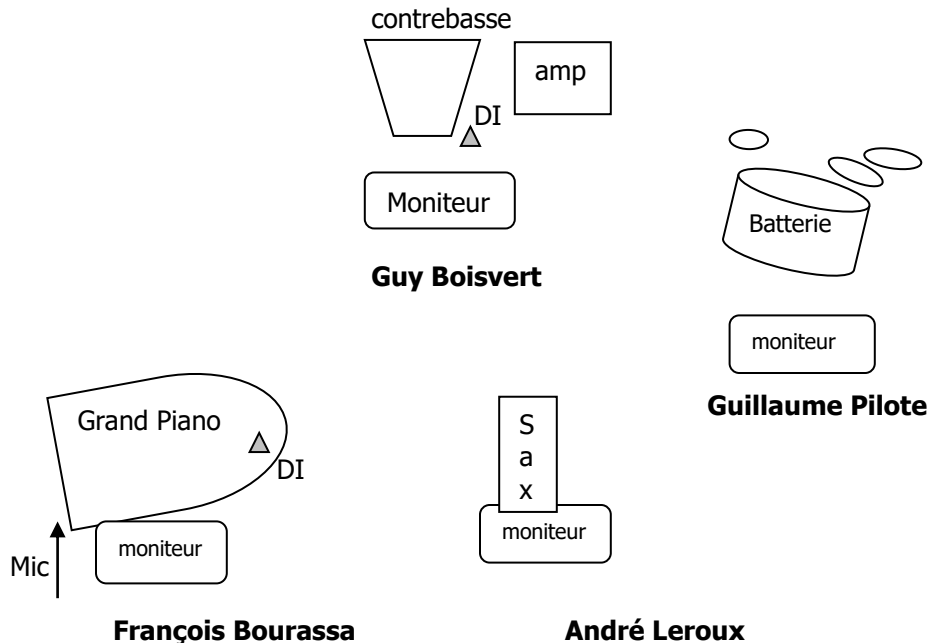 contrebasse
amp
DI
Moniteur
Batterie
Guy Boisvert
moniteur
Guillaume Pilote
Grand Piano
DI
S
a
x
moniteur
moniteur
Mic
François Bourassa
André Leroux